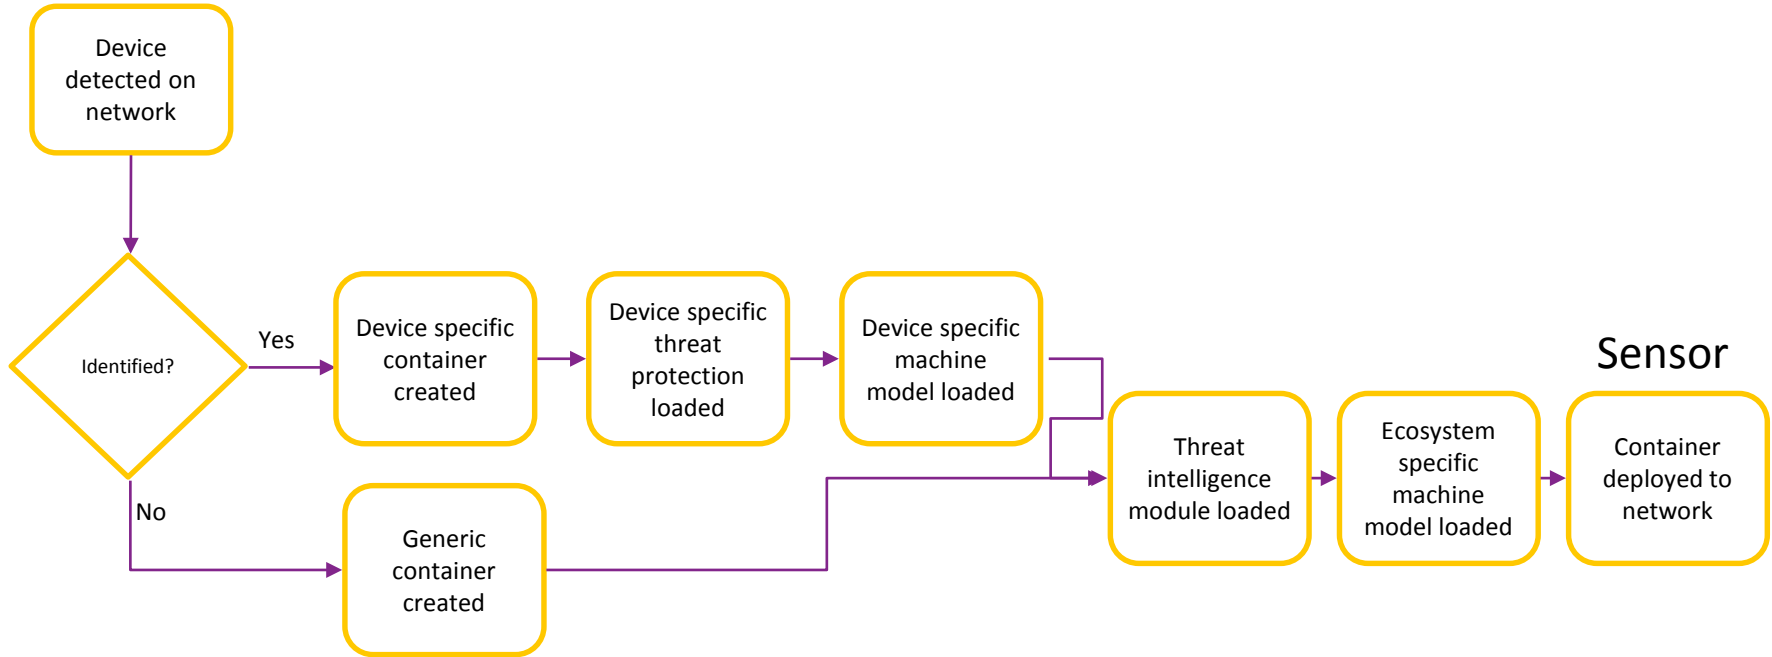 Device
detected on
network
Identified?
Yes
Device specific
container
created
Device specific
threat
protection
loaded
Device specific
machine
model loaded
No
Generic
container
created
Threat
intelligence
module loaded
Ecosystem
specific
machine
model loaded
Sensor
Container
deployed to
network